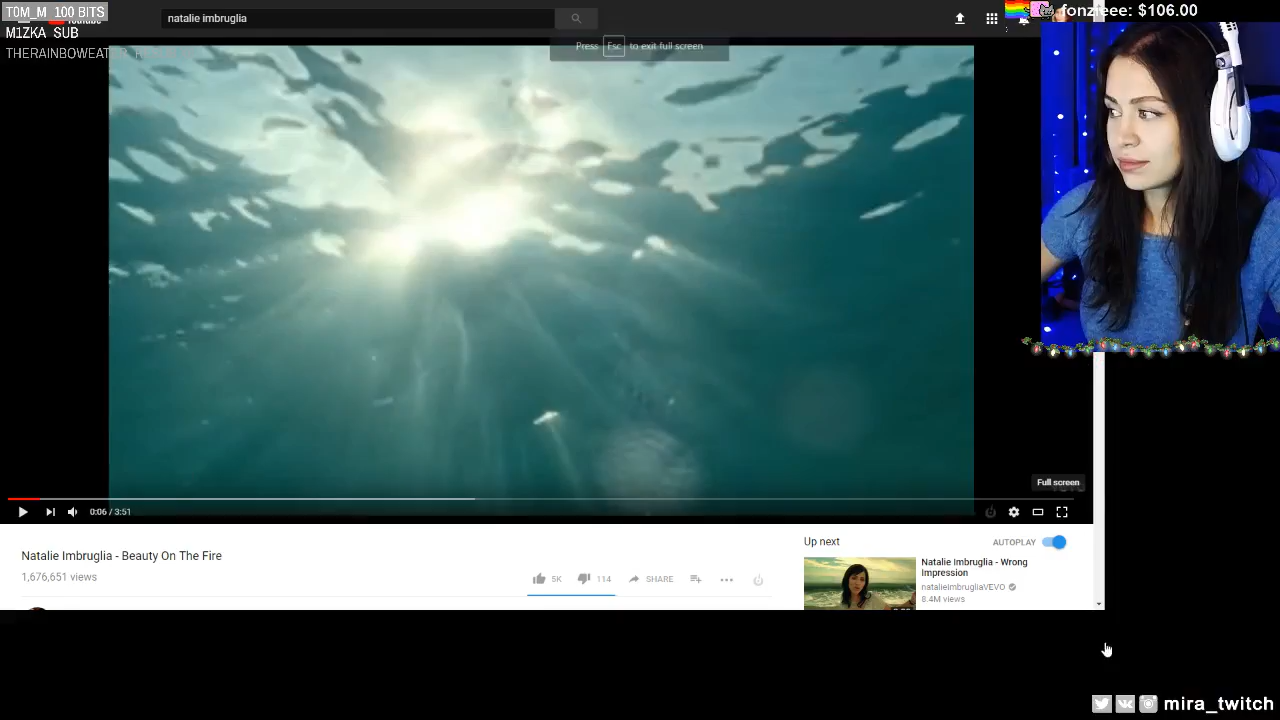 T0M_M 100 BITS
YouTube
natalie imbruglia
fonzieee: $106.00
M1ZKA SUB
Press Esc to exit full screen
Full screen
0:06 / 3:51
Natalie Imbruglia - Beauty On The Fire
1,676,651 views
5K
114
SHARE
Up next
AUTOPLAY
Natalie Imbruglia - Wrong
Impression
natalieimbrugliaVEVO
8.4M views
mira_twitch